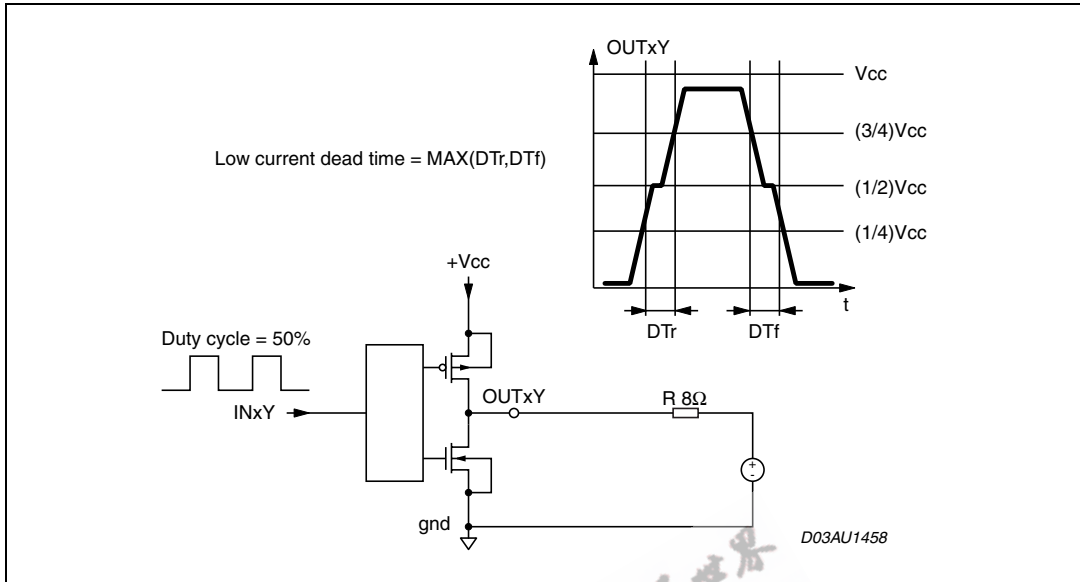 OUTxY
Vcc
(3/4)Vcc
Low current dead time = MAX(DTr,DTf)
(1/2)Vcc
(1/4)Vcc
+Vcc
t
DTr
DTf
Duty cycle = 50%
OUTxY
R 8Ω
INxY
+
-
gnd
D03AU1458